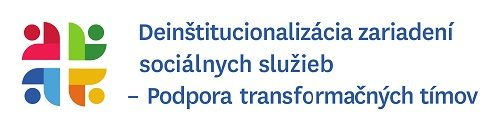 Deinštitucionalizácia zariadení
sociálnych služieb
– Podpora transformačných tímov